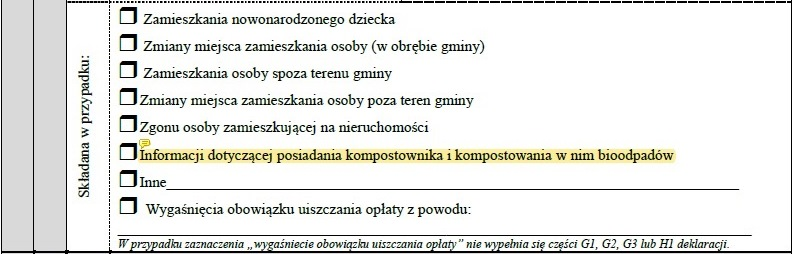 Składana w przypadku:
Zamieszkania nowonarodzonego dziecka
Zmiany miejsca zamieszkania osoby (w obrębie gminy)
Zamieszkania osoby spoza terenu gminy
Zmiany miejsca zamieszkania osoby poza teren gminy
Zgonu osoby zamieszkującej na nieruchomości
Informacji dotyczącej posiadania kompostownika i kompostowania w nim bioodpadów
Inne
Wygaśnięcia obowiązku uiszczania opłaty z powodu:
W przypadku zaznaczenia „wygaśniecie obowiązku uiszczania opłaty” nie wypełnia się części G1, G2, G3 lub H1 deklaracji.